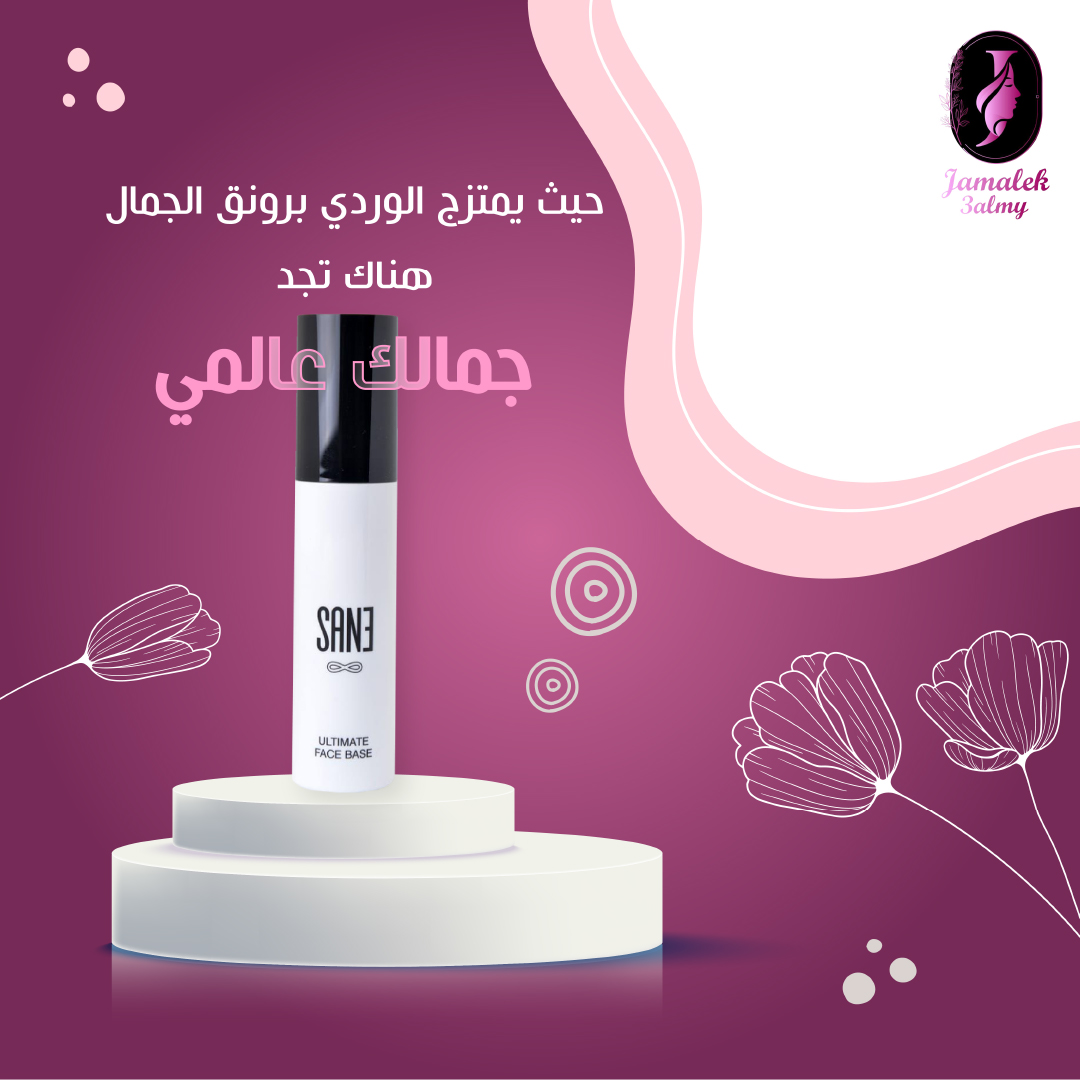 Jamalek
3almy
حيث يمتزج الوردي برونق الجمال
هناك تجد
جمالك عالمي
SANE
ULTIMATE
FACE BASE